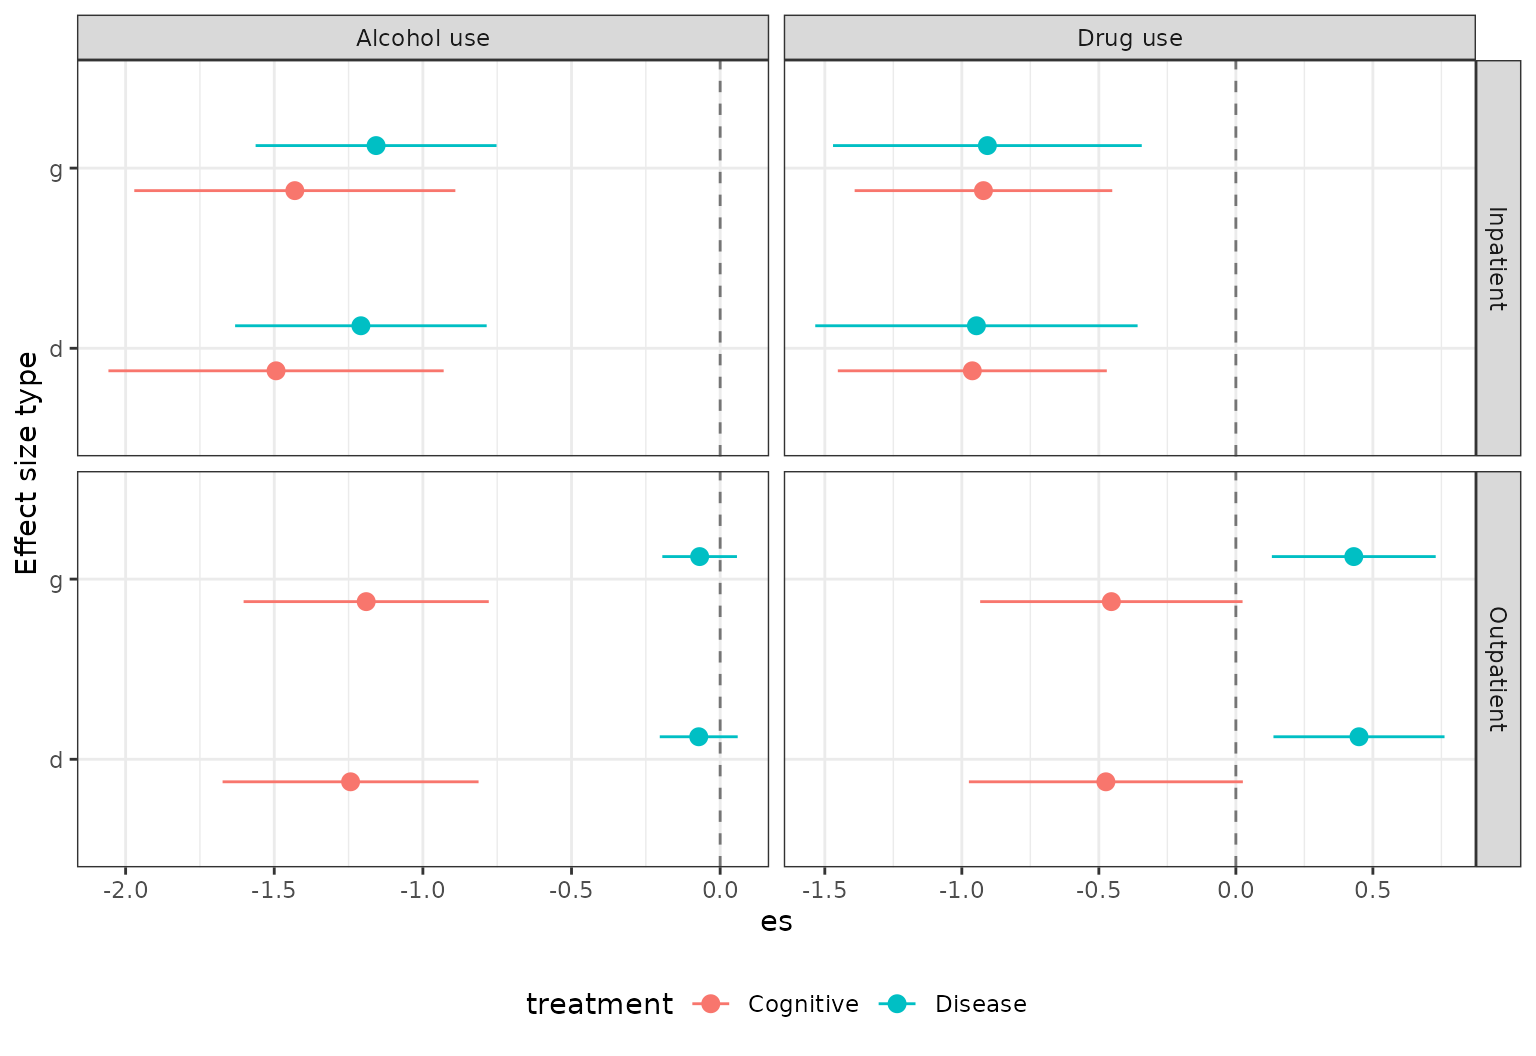 Alcohol use
Drug use
Effect size type
g
d
Inpatient
g
d
Outpatient
-2.0 -1.5 -1.0 -0.5 0.0
-1.5 -1.0 -0.5 0.0 0.5
es
treatment Cognitive Disease